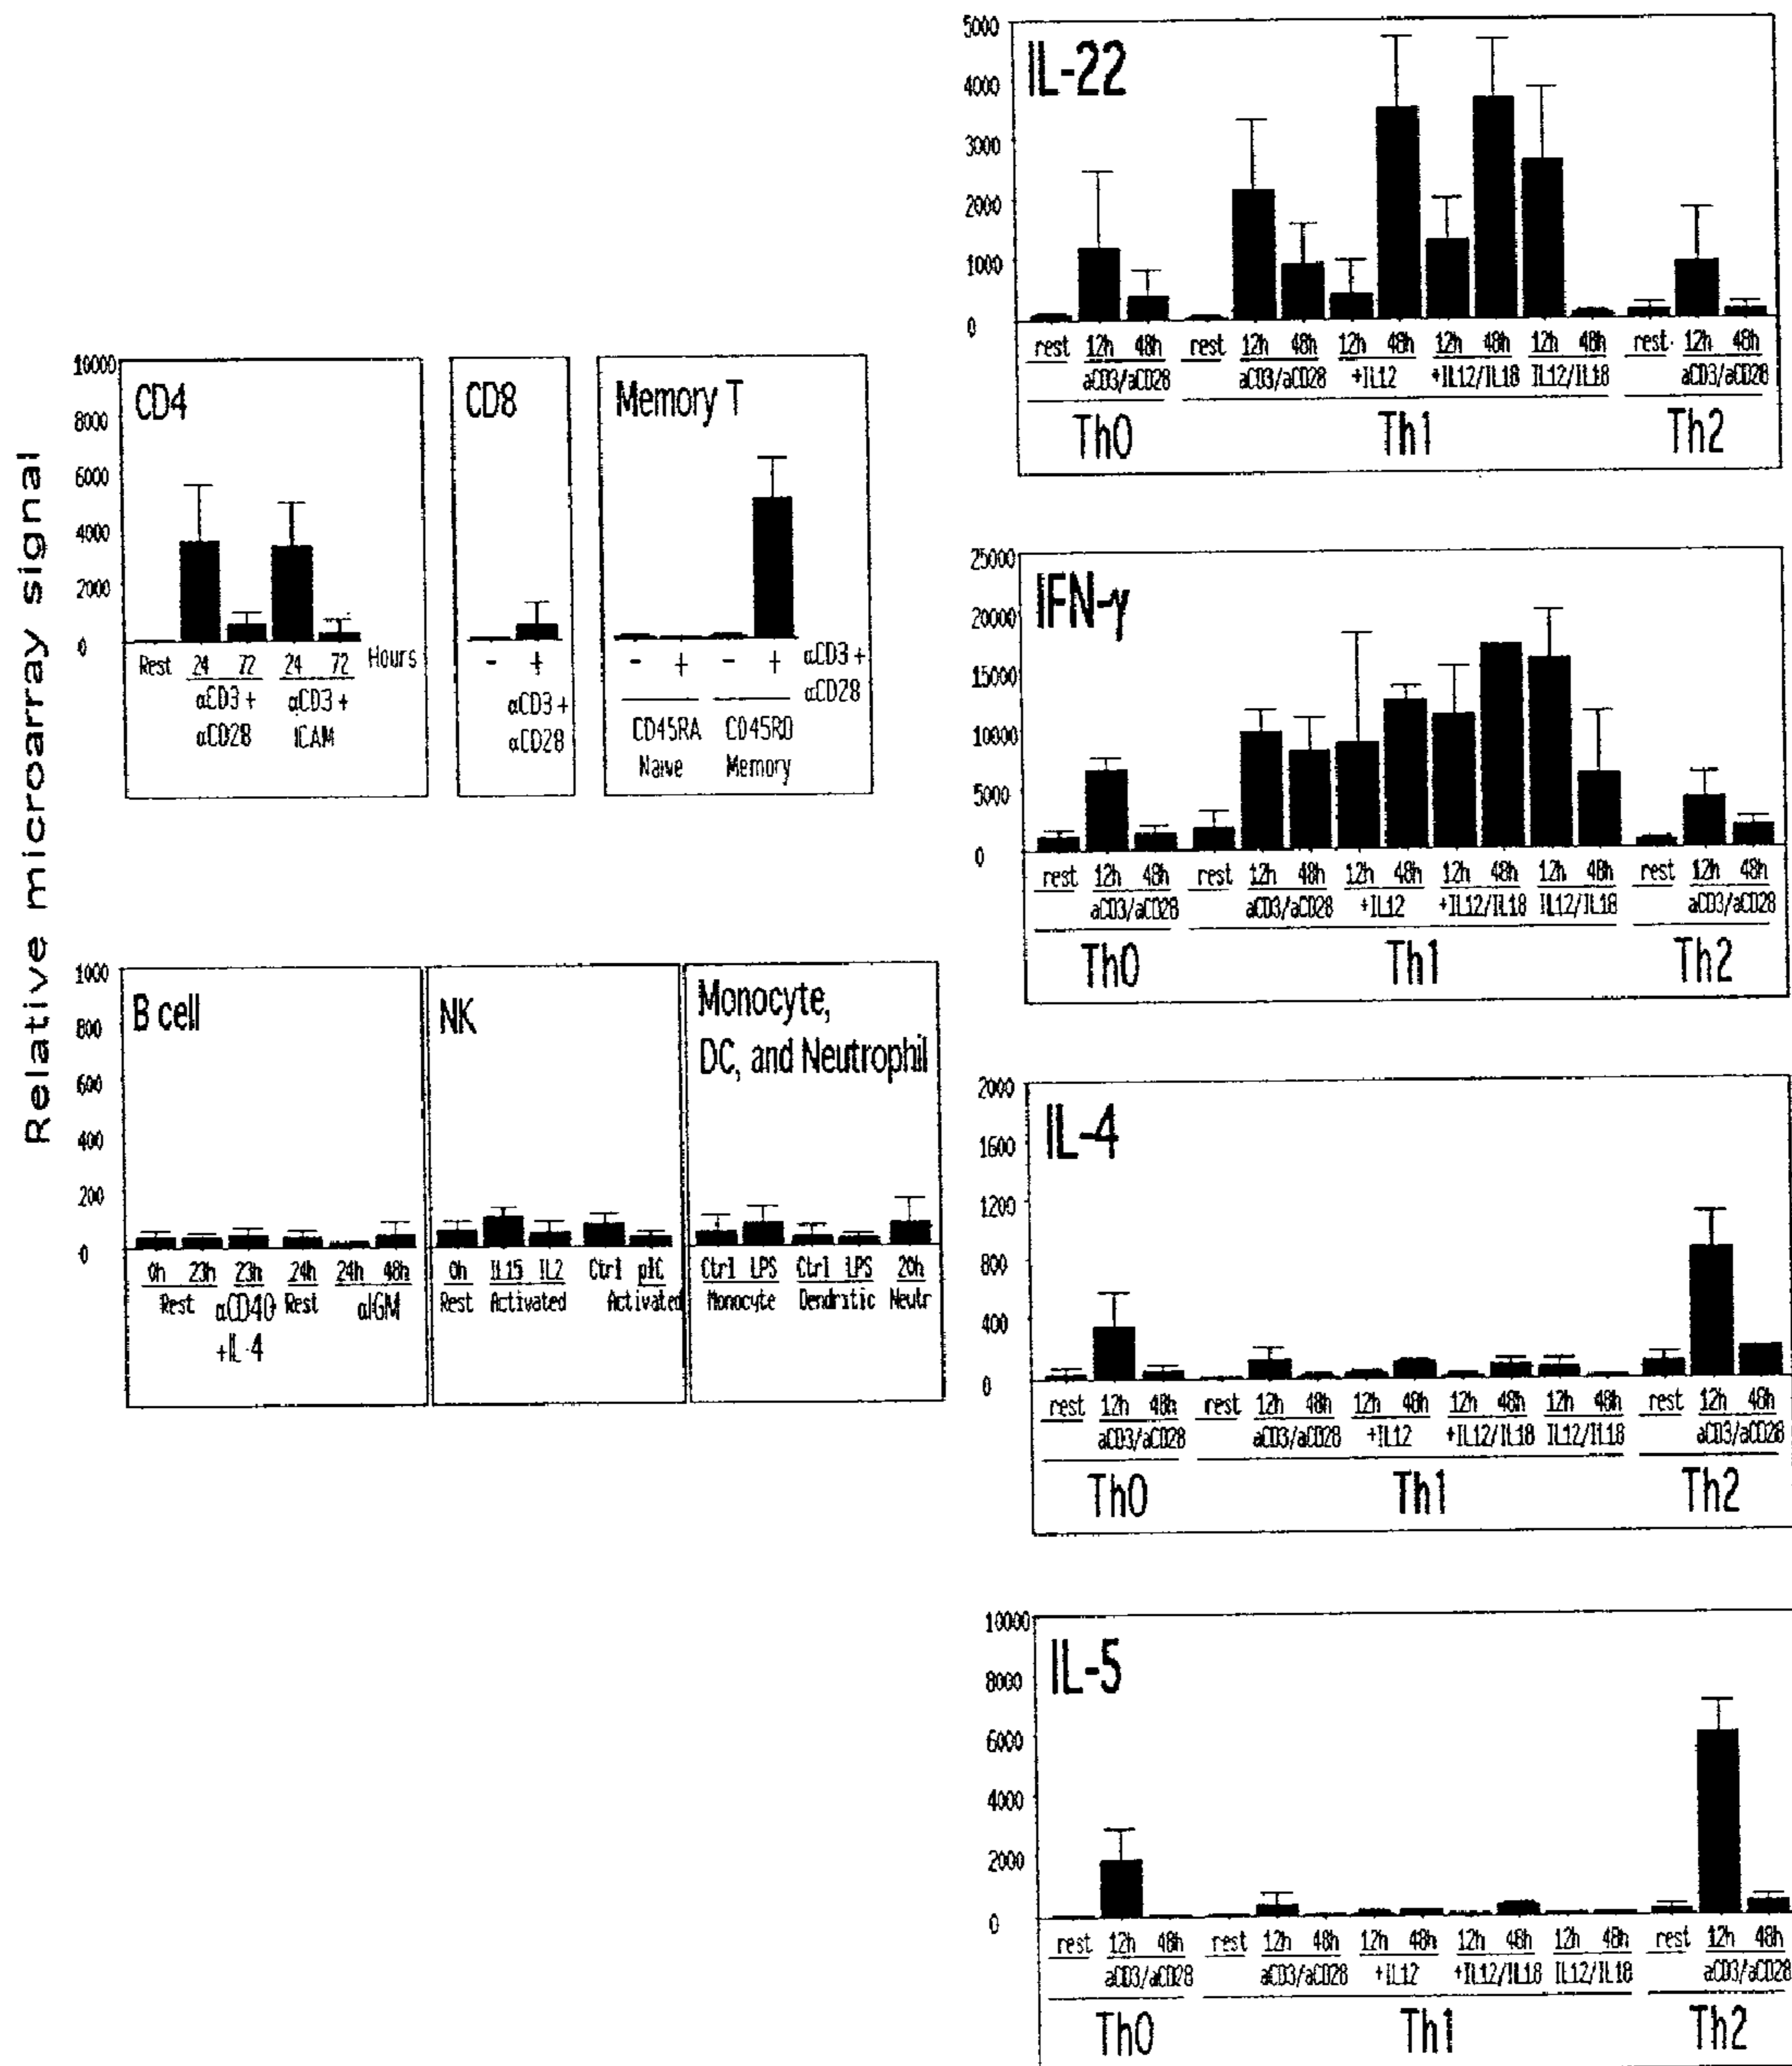 Relative microarray signal
10000
8000
6000
4000
2000
0
CD4
Rest 24 72 24 72 Hours
αCD3 + αCD3 +
αCD28 ICAM
CD8
- +
αCD3 +
αCD28
Memory T
- + - + αCD3 +
αCD28
CD45RA CD45RO
Naive Memory
1000
800
600
400
200
0
B cell
0h 23h 23h 24h 24h 48h
Rest αCD40 Rest αIGM
+IL-4
NK
0h IL15 IL2 Ctrl pIC
Rest Activated Activated
Monocyte,
DC, and Neutrophil
Ctrl LPS Ctrl LPS 20h
Monocyte Dendritic Neutr
IL-22
5000
4000
3000
2000
1000
0
rest 12h 48h rest 12h 48h 12h 48h 12h 48h 12h 48h rest 12h 48h
aCD3/aCD28 aCD3/aCD28 +IL12 +IL12/IL18 IL12/IL18 aCD3/aCD28
Th0 Th1 Th2
IFN-γ
25000
20000
15000
10000
5000
0
rest 12h 48h rest 12h 48h 12h 48h 12h 48h 12h 48h rest 12h 48h
aCD3/aCD28 aCD3/aCD28 +IL12 +IL12/IL18 IL12/IL18 aCD3/aCD28
Th0 Th1 Th2
IL-4
2000
1600
1200
800
400
0
rest 12h 48h rest 12h 48h 12h 48h 12h 48h 12h 48h rest 12h 48h
aCD3/aCD28 aCD3/aCD28 +IL12 +IL12/IL18 IL12/IL18 aCD3/aCD28
Th0 Th1 Th2
IL-5
10000
8000
6000
4000
2000
0
rest 12h 48h rest 12h 48h 12h 48h 12h 48h 12h 48h rest 12h 48h
aCD3/aCD28 aCD3/aCD28 +IL12 +IL12/IL18 IL12/IL18 aCD3/aCD28
Th0 Th1 Th2